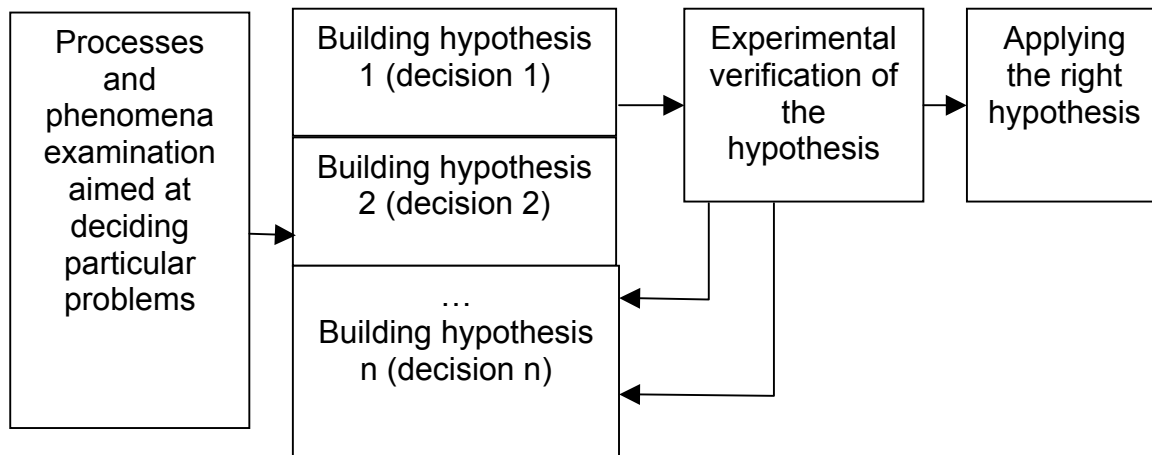 Processes
and
phenomena
examination
aimed at
deciding
particular
problems
Building hypothesis
1 (decision 1)
Building hypothesis
2 (decision 2)
…
Building hypothesis
n (decision n)
Experimental
verification of
the
hypothesis
Applying
the right
hypothesis